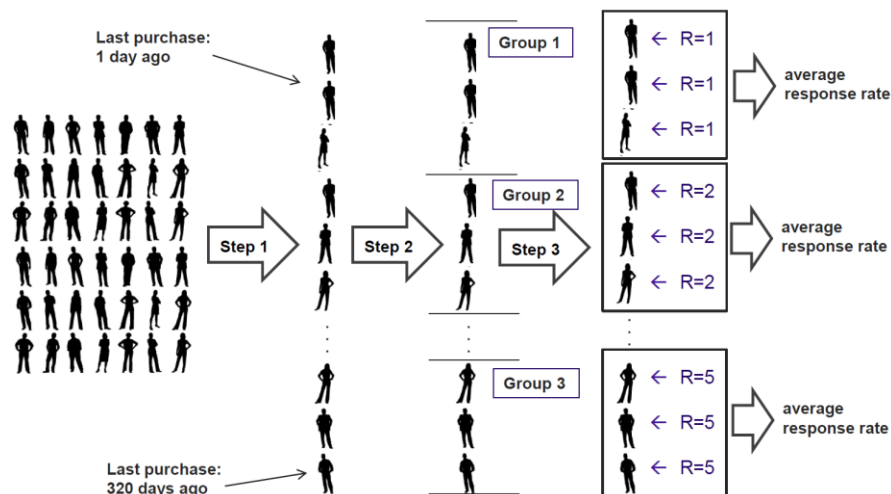 Last purchase:
1 day ago
Group 1
← R=1
← R=1
← R=1
average
response rate
Step 1
Step 2
Step 3
Group 2
← R=2
← R=2
← R=2
average
response rate
Group 3
← R=5
← R=5
← R=5
average
response rate
Last purchase:
320 days ago